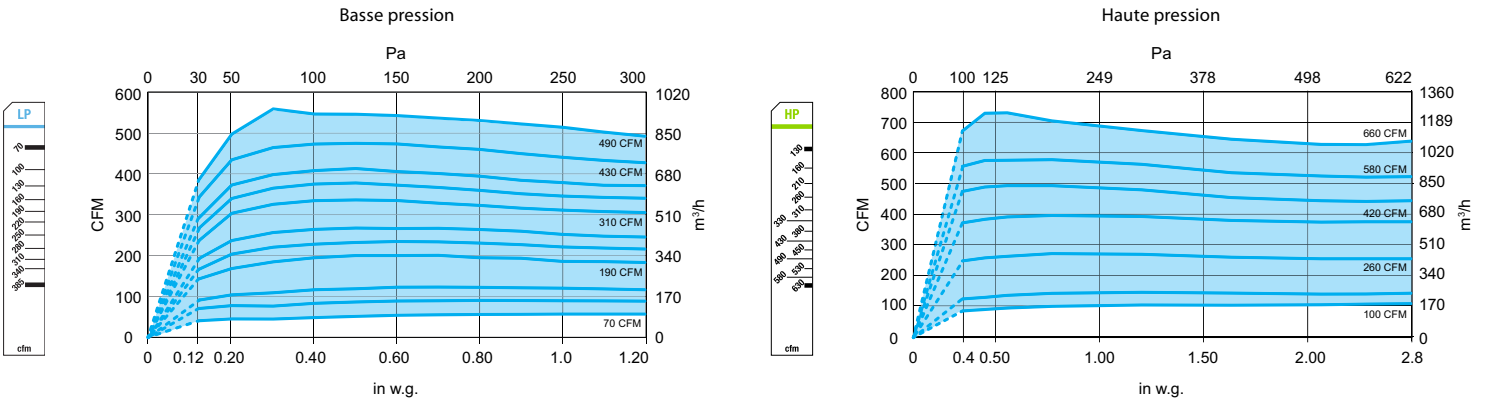 Basse pression
Pa
0 30 50 100 150 200 250 300
LP
70
100
130
160
190
220
250
280
310
340
385
cfm
CFM
600
500
400
300
200
100
0
490 CFM
430 CFM
310 CFM
190 CFM
70 CFM
1020
850
680
510
340
170
0
m³/h
0 0.12 0.20 0.40 0.60 0.80 1.0 1.20
in w.g.
Haute pression
Pa
0 100 125 249 378 498 622
HP
130
160
210
260
310
330
380
430
450
490
530
580
630
cfm
CFM
800
700
600
500
400
300
200
100
0
660 CFM
580 CFM
420 CFM
260 CFM
100 CFM
1360
1189
1020
850
680
510
340
170
0
m³/h
0 0.4 0.50 1.00 1.50 2.00 2.8
in w.g.